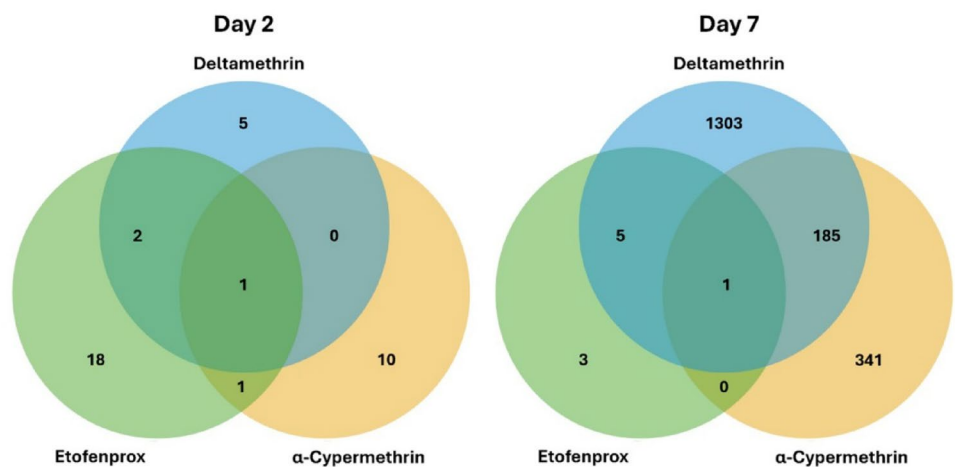 Day 2
Deltamethrin
5
2
0
1
18
10
1
Etofenprox
α-Cypermethrin
Day 7
Deltamethrin
1303
5
185
1
3
341
0
Etofenprox
α-Cypermethrin